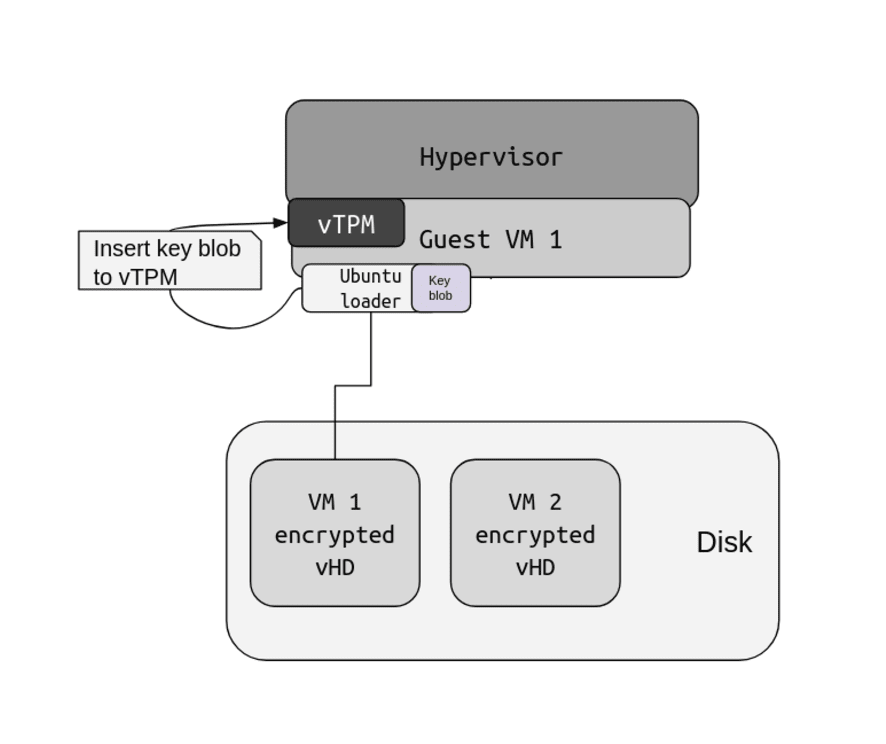 Hypervisor
vTPM
Guest VM 1
Insert key blob
to vTPM
Ubuntu
loader
Key
blob
VM 1
encrypted
vHD
VM 2
encrypted
vHD
Disk